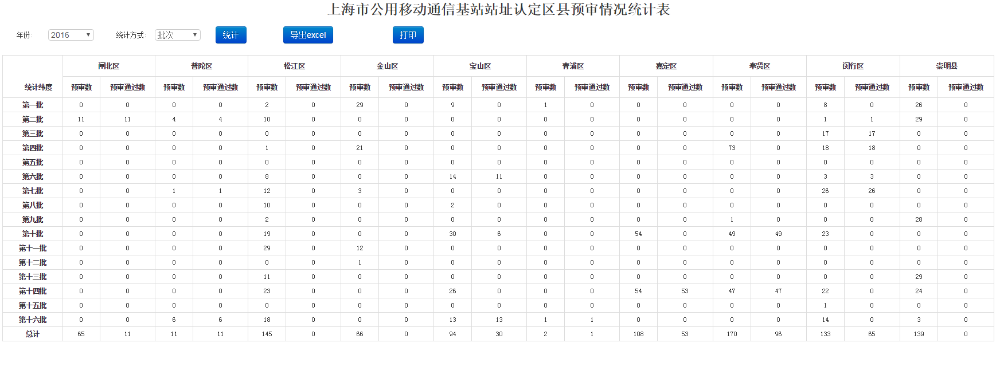 上海市公用移动通信基站站址认定区县预审情况统计表
年份: 2016 统计方式: 批次 统计 导出excel 打印
闸北区 普陀区 松江区 金山区 宝山区 青浦区 嘉定区 奉贤区 闵行区 崇明县
统计纬度 预审数 预审通过数 预审数 预审通过数 预审数 预审通过数 预审数 预审通过数 预审数 预审通过数 预审数 预审通过数 预审数 预审通过数 预审数 预审通过数 预审数 预审通过数 预审数 预审通过数
第一批 0 0 0 0 2 0 29 0 9 0 1 0 0 0 0 0 8 0 26 0
第二批 11 11 4 4 10 0 0 0 0 0 0 0 0 0 0 0 1 1 29 0
第三批 0 0 0 0 0 0 0 0 0 0 0 0 0 0 0 0 17 17 0 0
第四批 0 0 0 0 1 0 21 0 0 0 0 0 0 0 73 0 18 18 0 0
第五批 0 0 0 0 0 0 0 0 0 0 0 0 0 0 0 0 0 0 0 0
第六批 0 0 0 0 8 0 0 0 14 11 0 0 0 0 0 0 3 3 0 0
第七批 0 0 1 1 12 0 3 0 0 0 0 0 0 0 0 0 26 26 0 0
第八批 0 0 0 0 10 0 0 0 2 0 0 0 0 0 0 0 0 0 0 0
第九批 0 0 0 0 2 0 0 0 0 0 0 0 0 0 1 0 0 0 28 0
第十批 0 0 0 0 19 0 0 0 30 6 0 0 54 0 49 49 23 0 0 0
第十一批 0 0 0 0 29 0 12 0 0 0 0 0 0 0 0 0 0 0 0 0
第十二批 0 0 0 0 0 0 1 0 0 0 0 0 0 0 0 0 0 0 0 0
第十三批 0 0 0 0 11 0 0 0 0 0 0 0 0 0 0 0 0 0 29 0
第十四批 0 0 0 0 23 0 0 0 26 0 0 0 54 53 47 47 22 0 24 0
第十五批 0 0 0 0 0 0 0 0 0 0 0 0 0 0 0 0 1 0 0 0
第十六批 0 0 6 6 18 0 0 0 13 13 1 1 0 0 0 0 14 0 3 0
总计 65 11 11 11 145 0 66 0 94 30 2 1 108 53 170 96 133 65 139 0